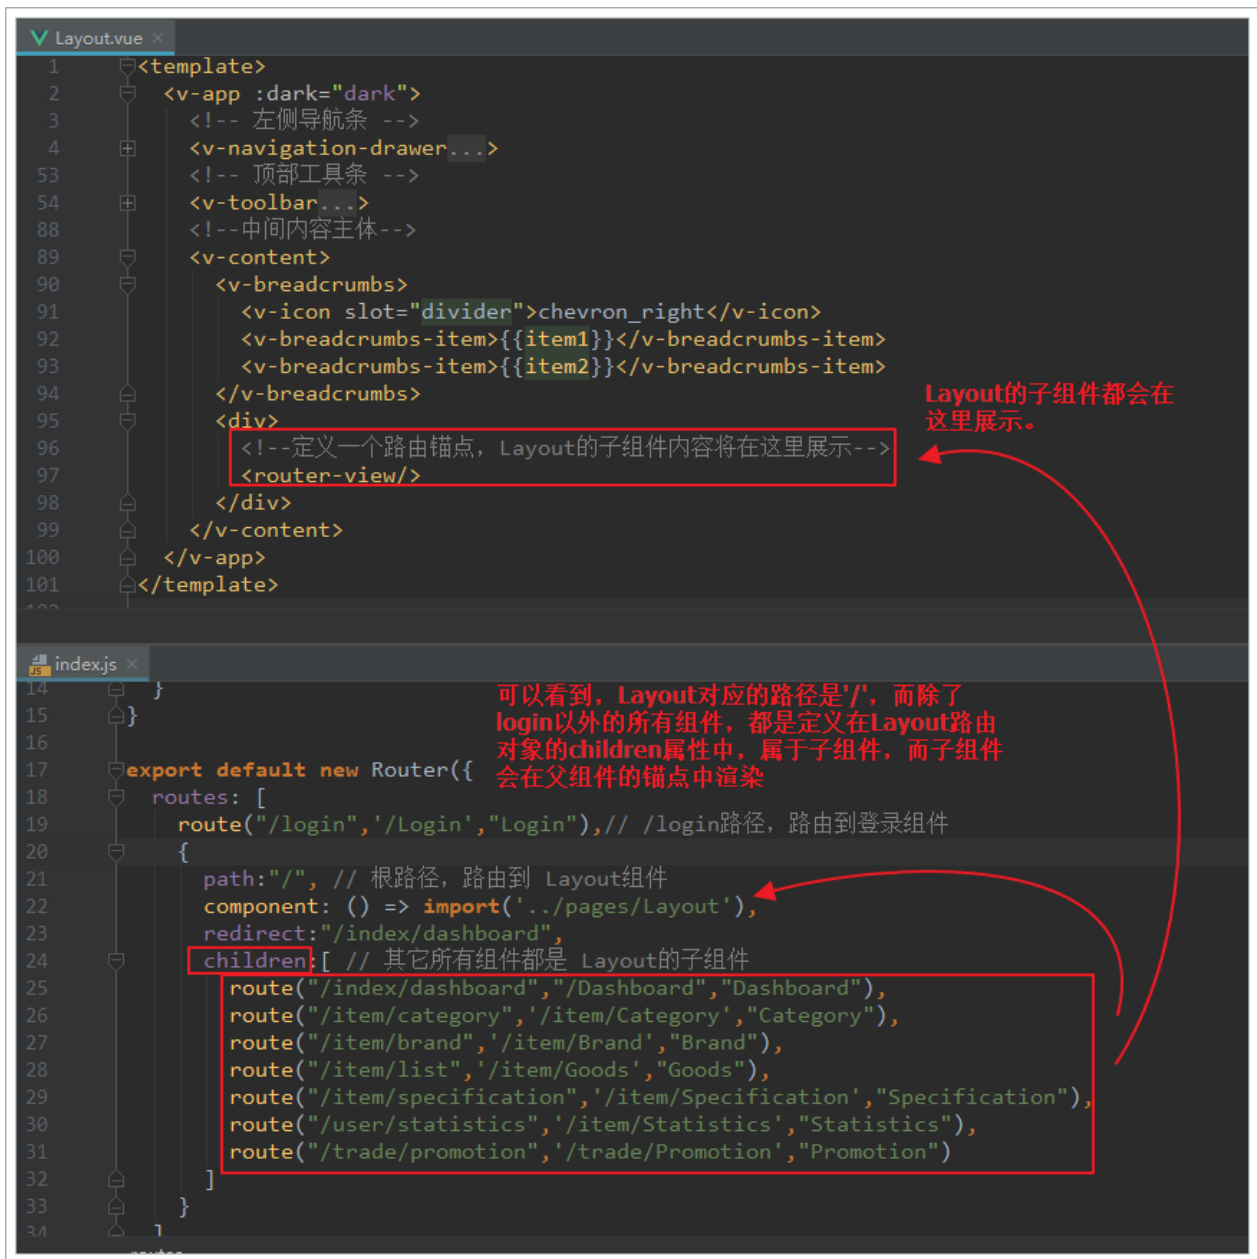 Layout.vue ×
1 <template>
2 <v-app :dark="dark">
3 <!-- 左侧导航条 -->
4 <v-navigation-drawer...>
53 <!-- 顶部工具条 -->
54 <v-toolbar...>
88 <!--中间内容主体-->
89 <v-content>
90 <v-breadcrumbs>
91 <v-icon slot="divider">chevron_right</v-icon>
92 <v-breadcrumbs-item>{{item1}}</v-breadcrumbs-item>
93 <v-breadcrumbs-item>{{item2}}</v-breadcrumbs-item>
94 </v-breadcrumbs>
Layout的子组件都会在
这里展示。
95 <div>
96 <!--定义一个路由锚点，Layout的子组件内容将在这里展示-->
97 <router-view/>
98 </div>
99 </v-content>
100 </v-app>
101 </template>
index.js ×
14 }
15 }
16
可以看到，Layout对应的路径是'/'，而除了
login以外的所有组件，都是定义在Layout路由
对象的children属性中，属于子组件，而子组件
会在父组件的锚点中渲染
17 export default new Router({
18 routes: [
19 route("/login",'/Login',"Login"),// /login路径，路由到登录组件
20 {
21 path:"/", // 根路径，路由到 Layout组件
22 component: () => import('../pages/Layout'),
23 redirect:"/index/dashboard",
24 children:[ // 其它所有组件都是 Layout的子组件
25 route("/index/dashboard","/Dashboard","Dashboard"),
26 route("/item/category",'/item/Category',"Category"),
27 route("/item/brand",'/item/Brand',"Brand"),
28 route("/item/list",'/item/Goods',"Goods"),
29 route("/item/specification",'/item/Specification',"Specification"),
30 route("/user/statistics",'/item/Statistics',"Statistics"),
31 route("/trade/promotion",'/trade/Promotion',"Promotion")
32 ]
33 }
34 ]